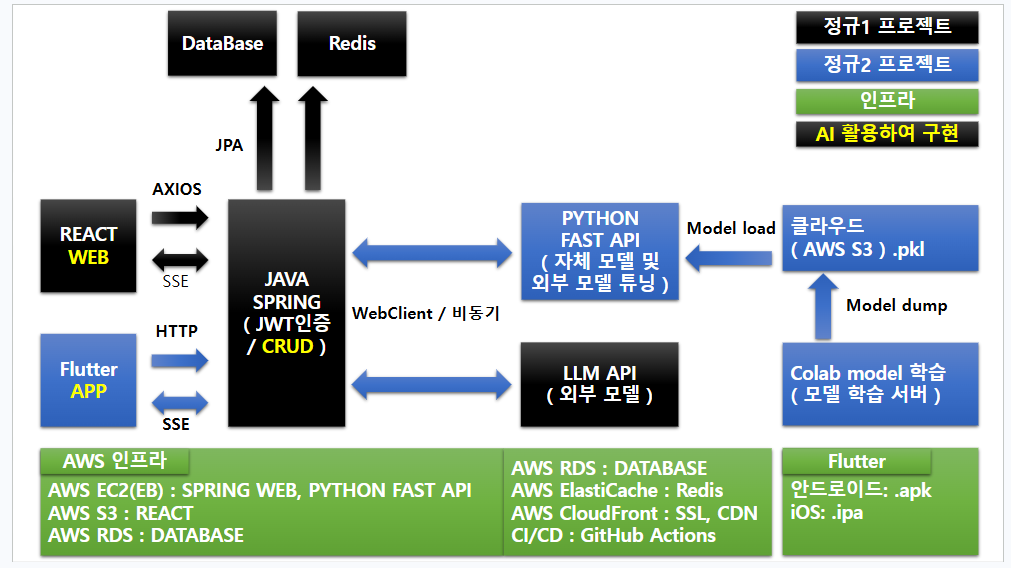 DataBase
Redis
정규1 프로젝트
정규2 프로젝트
인프라
AI 활용하여 구현
JPA
AXIOS
REACT
WEB
SSE
HTTP
Flutter
APP
SSE
JAVA
SPRING
( JWT인증
/ CRUD )
WebClient / 비동기
PYTHON
FAST API
( 자체 모델 및
외부 모델 튜닝 )
LLM API
( 외부 모델 )
Model load
클라우드
( AWS S3 ) .pkl
Model dump
Colab model 학습
( 모델 학습 서버 )
AWS 인프라
AWS EC2(EB) : SPRING WEB, PYTHON FAST API
AWS S3 : REACT
AWS RDS : DATABASE
AWS RDS : DATABASE
AWS ElastiCache : Redis
AWS CloudFront : SSL, CDN
CI/CD : GitHub Actions
Flutter
안드로이드: .apk
iOS: .ipa